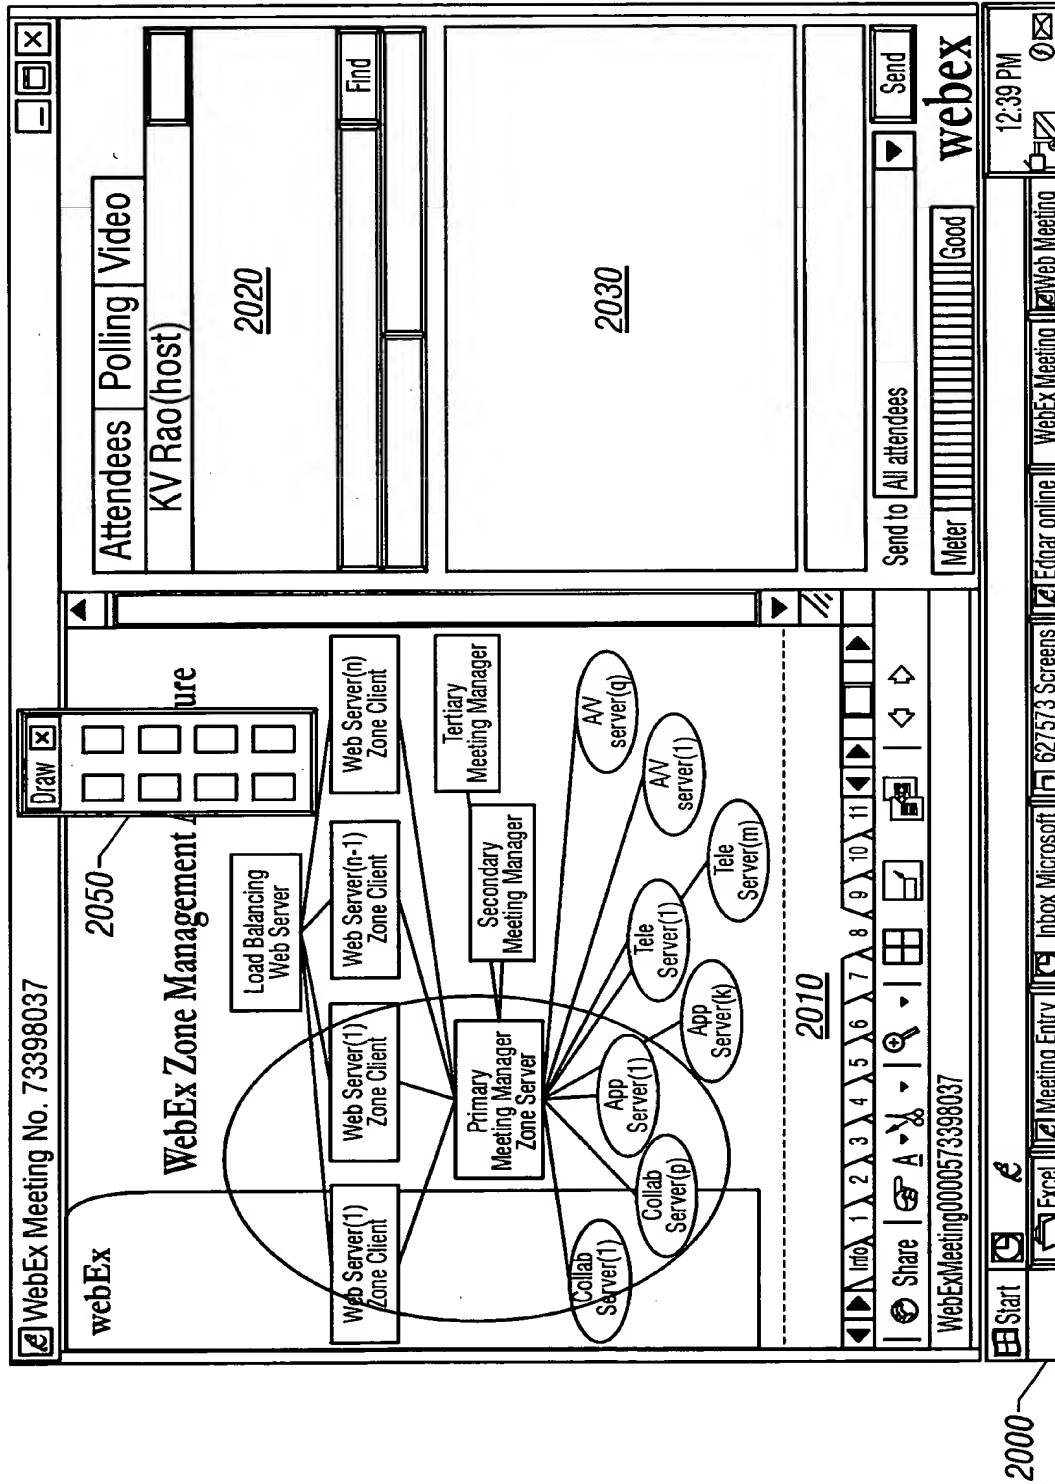 WebEx Meeting No. 73398037
webEx
WebEx Zone Management A
ure
Draw
2050
Load Balancing
Web Server
Web Server(1)
Zone Client
Web Server(1)
Zone Client
Web Server(n-1)
Zone Client
Web Server(n)
Zone Client
Primary
Meeting Manager
Zone Server
Secondary
Meeting Manager
Tertiary
Meeting Manager
Collab
Server(1)
Collab
Server(p)
App
Server(1)
App
Server(k)
Tele
Server(1)
Tele
Server(m)
A/V
server(1)
A/V
server(q)
2010
Info 1 2 3 4 5 6 7 8 9 10 11
Share A
WebExMeeting0000573398037
Attendees Polling Video
KV Rao(host)
2020
Find
2030
Send to All attendees Send
Meter Good
webex
Start
12:39 PM
Excel Meeting Entry Inbox Microsoft 627573 Screens Edgar online WebEx Meeting Web Meeting
2000